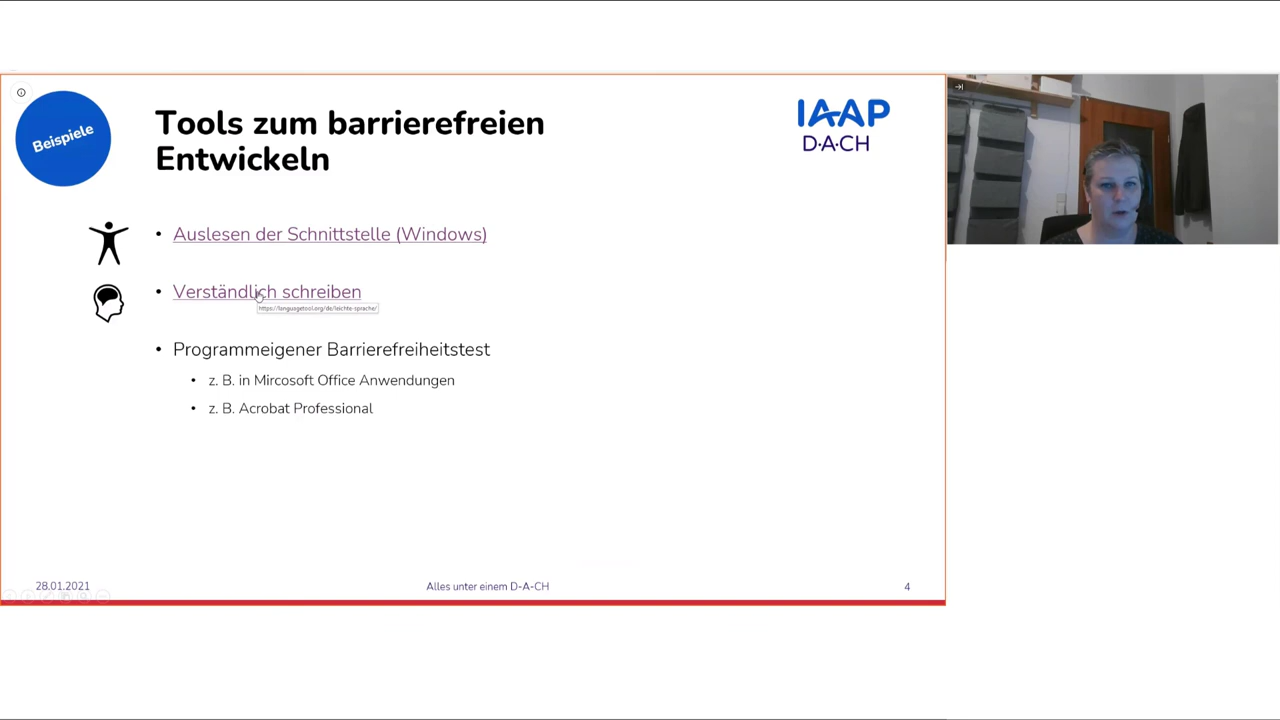 Beispiele
Tools zum barrierefreien
Entwickeln
IAAP
D·A·CH
• Auslesen der Schnittstelle (Windows)
• Verständlich schreiben
https://languagetool.org/de/leichte-sprache/
• Programmeigener Barrierefreiheitstest
• z. B. in Mircosoft Office Anwendungen
• z. B. Acrobat Professional
28.01.2021
Alles unter einem D-A-CH
4